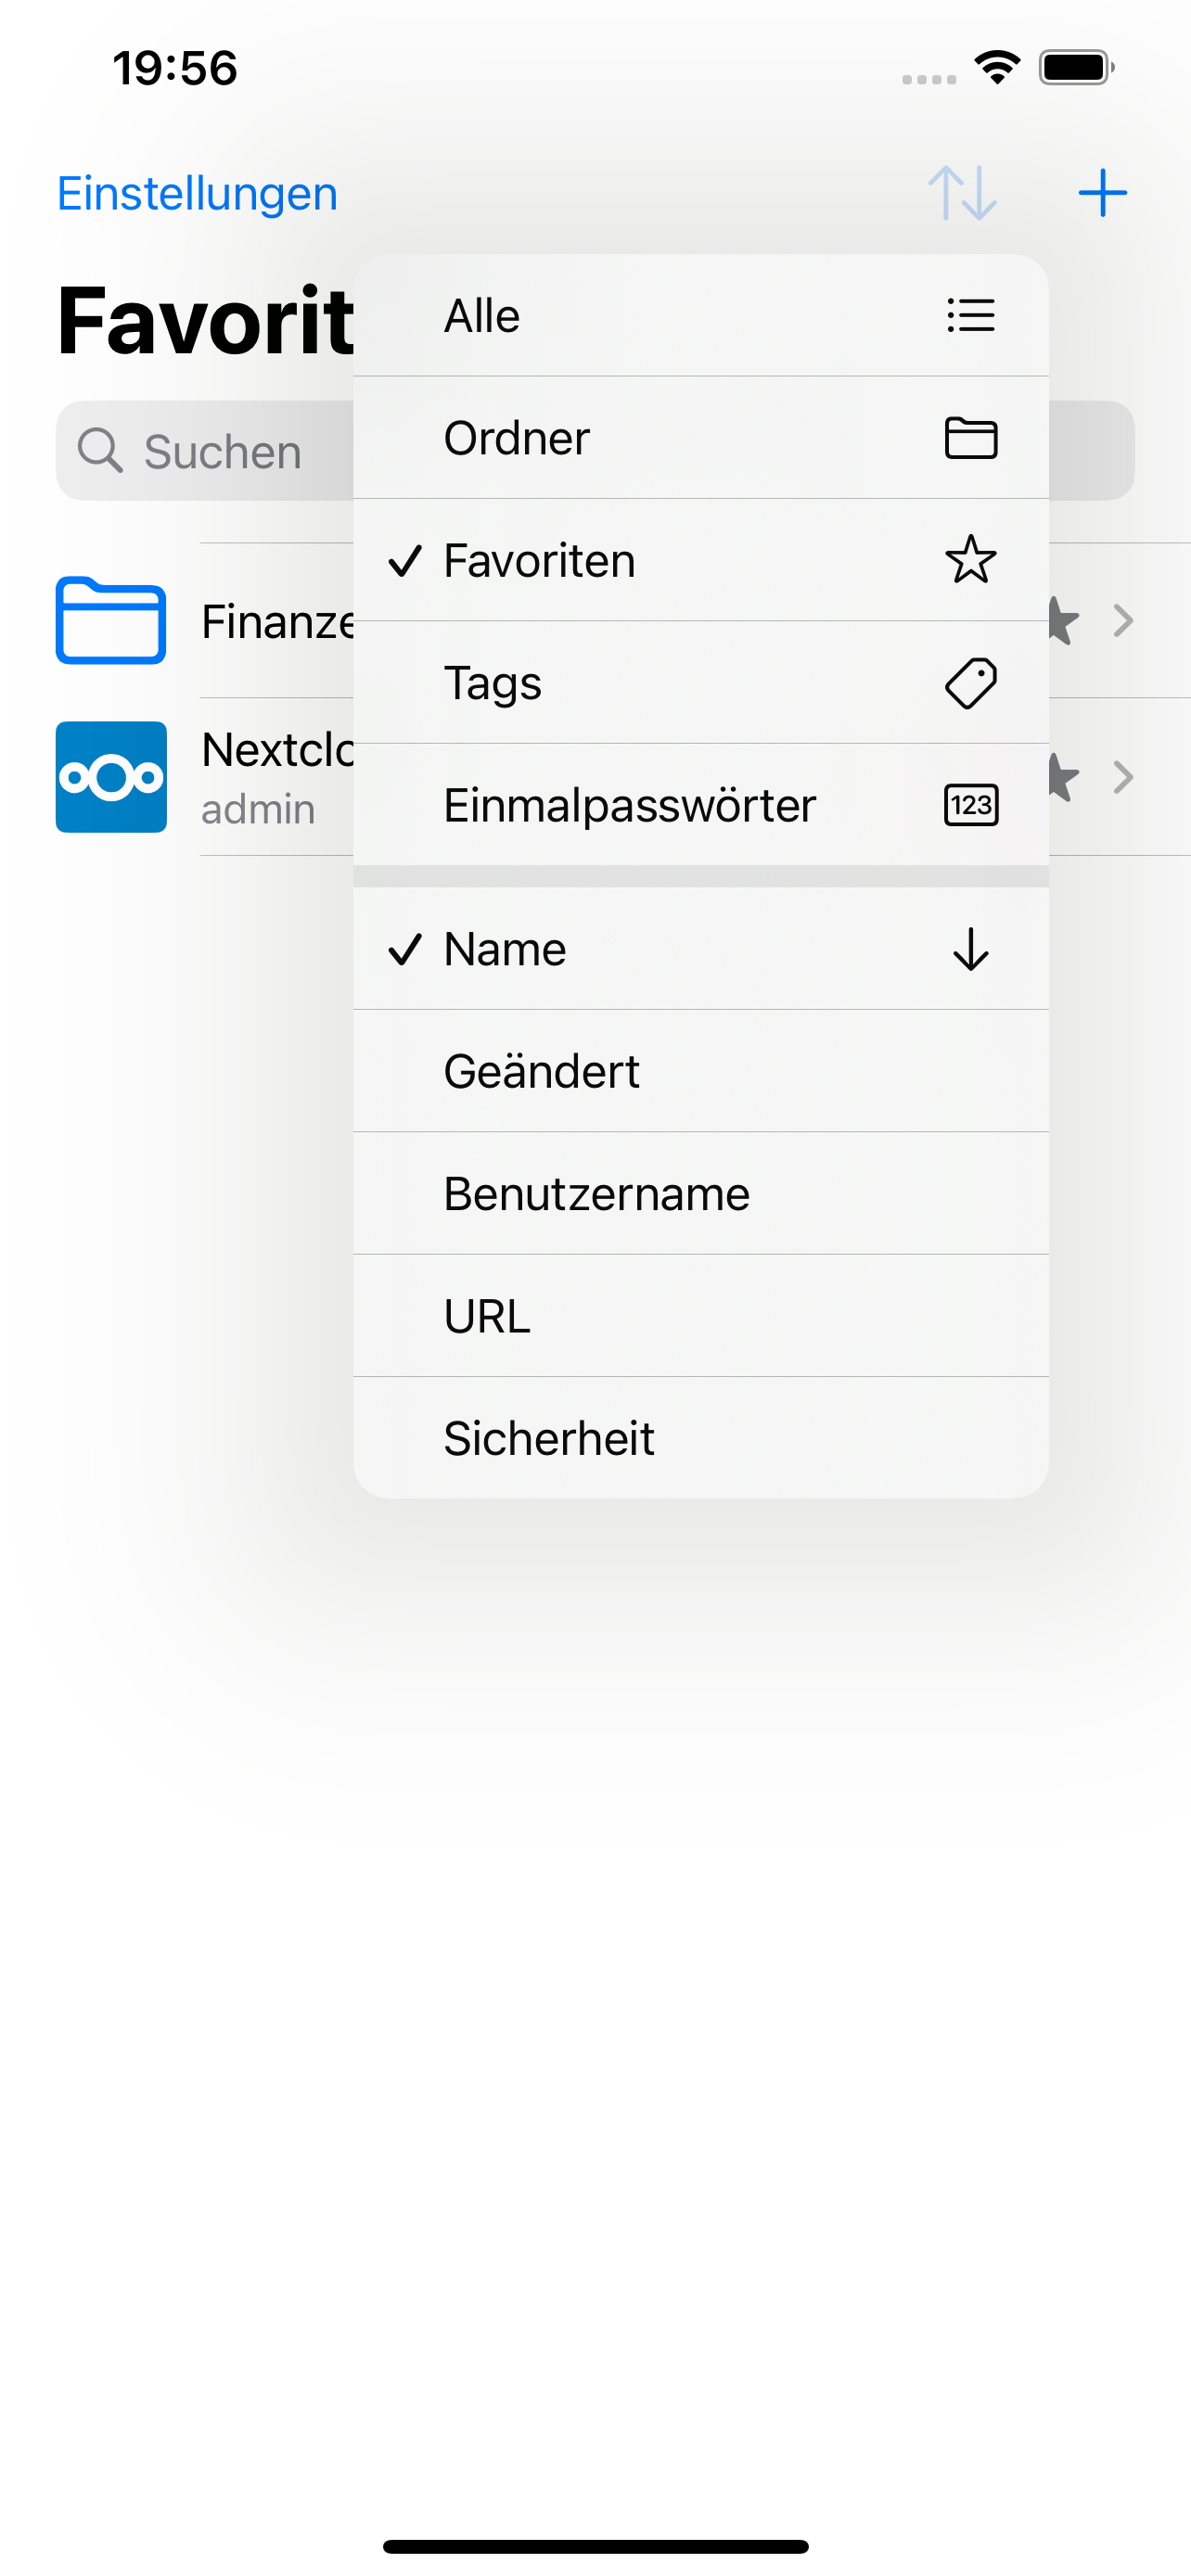 19:56
Einstellungen
Favorit
Suchen
Alle
Ordner
Favoriten
Finanze
Tags
Nextclo
admin
Einmalpasswörter
123
Name
Geändert
Benutzername
URL
Sicherheit